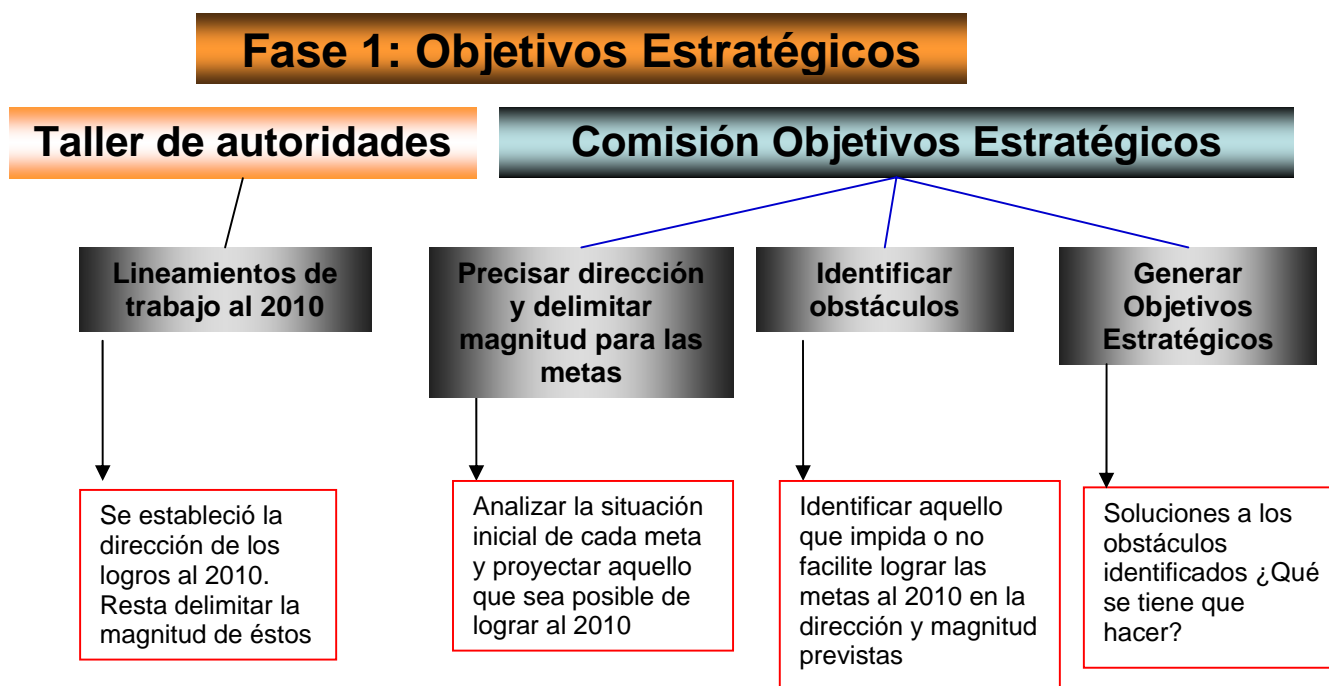 Fase 1: Objetivos Estratégicos
Taller de autoridades
Comisión Objetivos Estratégicos
Lineamientos de
trabajo al 2010
Precisar dirección
y delimitar
magnitud para las
metas
Identificar
obstáculos
Generar
Objetivos
Estratégicos
Se estableció la
dirección de los
logros al 2010.
Resta delimitar la
magnitud de éstos
Analizar la situación
inicial de cada meta
y proyectar aquello
que sea posible de
lograr al 2010
Identificar aquello
que impida o no
facilite lograr las
metas al 2010 en la
dirección y magnitud
previstas
Soluciones a los
obstáculos
identificados ¿Qué
se tiene que
hacer?